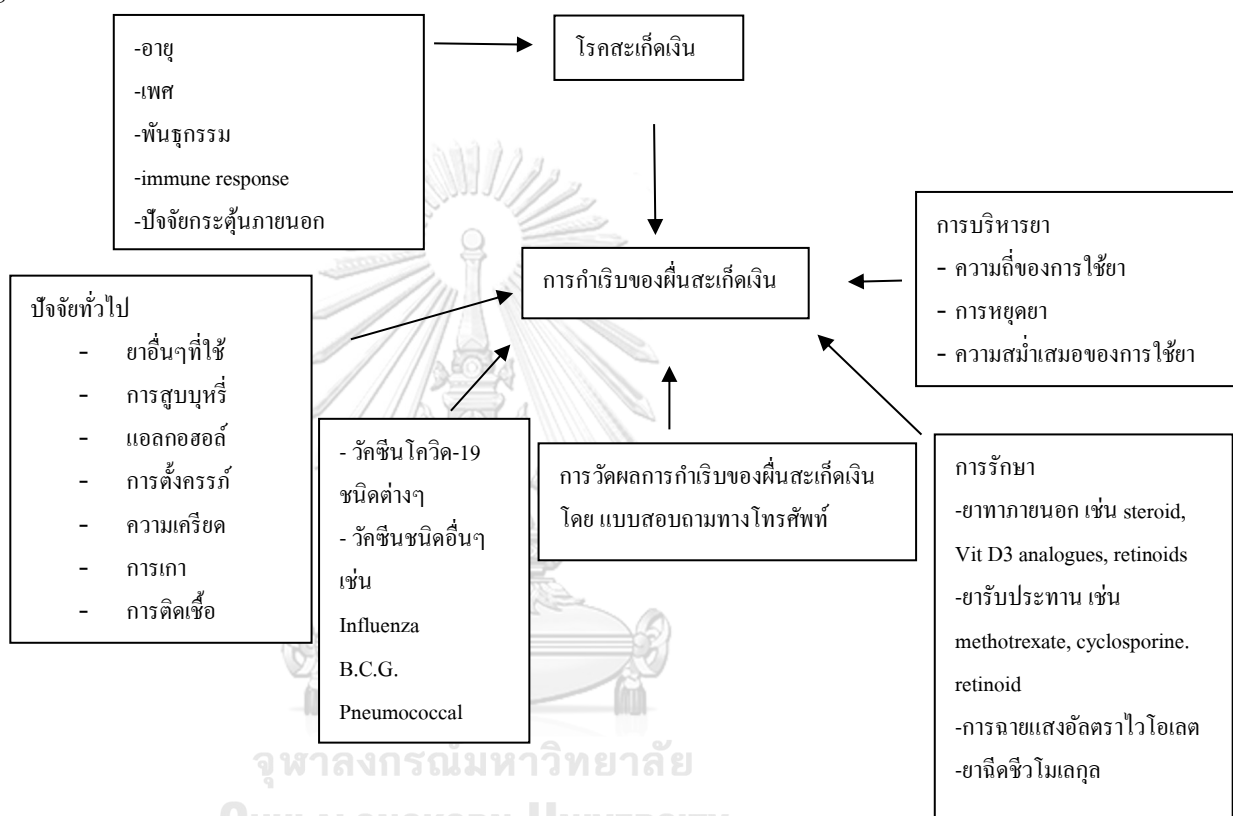 -อายุ
-เพศ
-พันธุกรรม
-immune response
-ปัจจัยกระตุ้นภายนอก
โรคสะเก็ดเงิน
การกำเริบของผื่นสะเก็ดเงิน
การบริหารยา
- ความถี่ของการใช้ยา
- การหยุดยา
- ความสม่ำเสมอของการใช้ยา
ปัจจัยทั่วไป
- ยาอื่นๆที่ใช้
- การสูบบุหรี่
- แอลกอฮอล์
- การตั้งครรภ์
- ความเครียด
- การเกา
- การติดเชื้อ
- วัคซีนโควิด-19
ชนิดต่างๆ
- วัคซีนชนิดอื่นๆ
เช่น
Influenza
B.C.G.
Pneumococcal
การวัดผลการกำเริบของผื่นสะเก็ดเงิน
โดย แบบสอบถามทางโทรศัพท์
การรักษา
-ยาทาภายนอก เช่น steroid,
Vit D3 analogues, retinoids
-ยารับประทาน เช่น
methotrexate, cyclosporine.
retinoid
-การฉายแสงอัลตราไวโอเลต
-ยาฉีดชีวโมเลกุล
จุฬาลงกรณ์มหาวิทยาลัย